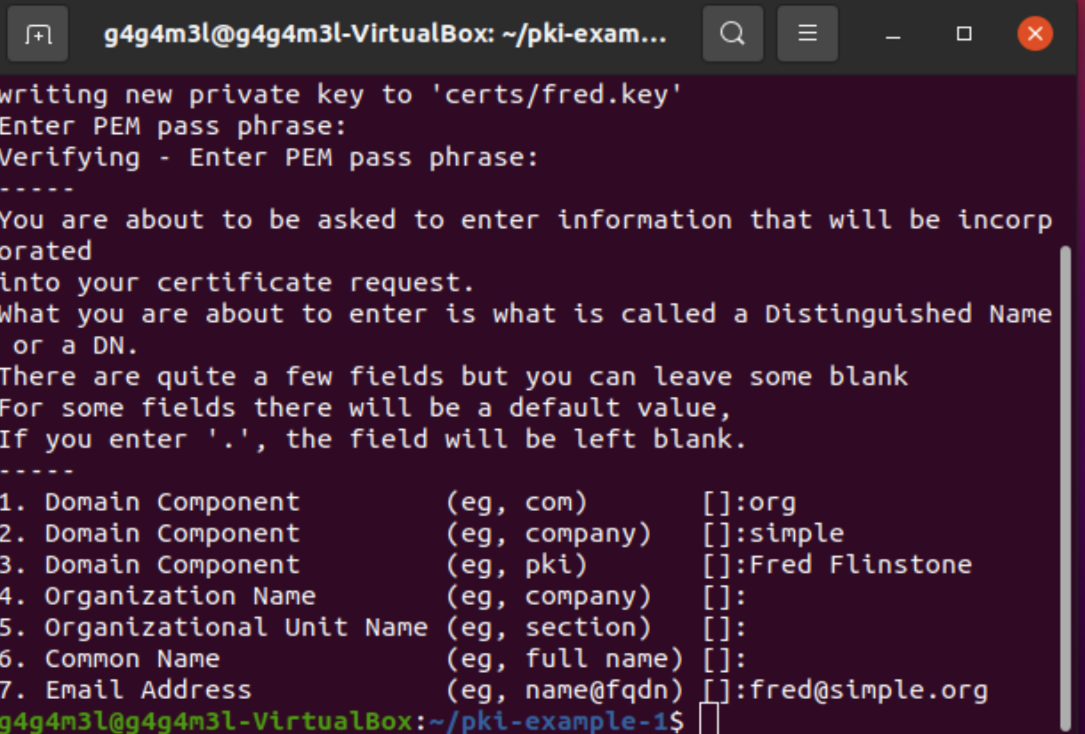 g4g4m3l@g4g4m3l-VirtualBox: ~/pki-exam...
writing new private key to 'certs/fred.key'
Enter PEM pass phrase:
Verifying - Enter PEM pass phrase:
-----
You are about to be asked to enter information that will be incorp
orated
into your certificate request.
What you are about to enter is what is called a Distinguished Name
 or a DN.
There are quite a few fields but you can leave some blank
For some fields there will be a default value,
If you enter '.', the field will be left blank.
-----
1. Domain Component         (eg, com)       []:org
2. Domain Component         (eg, company)   []:simple
3. Domain Component         (eg, pki)       []:Fred Flinstone
4. Organization Name        (eg, company)   []:
5. Organizational Unit Name (eg, section)   []:
6. Common Name              (eg, full name) []:
7. Email Address            (eg, name@fqdn) []:fred@simple.org
g4g4m3l@g4g4m3l-VirtualBox:~/pki-example-1$